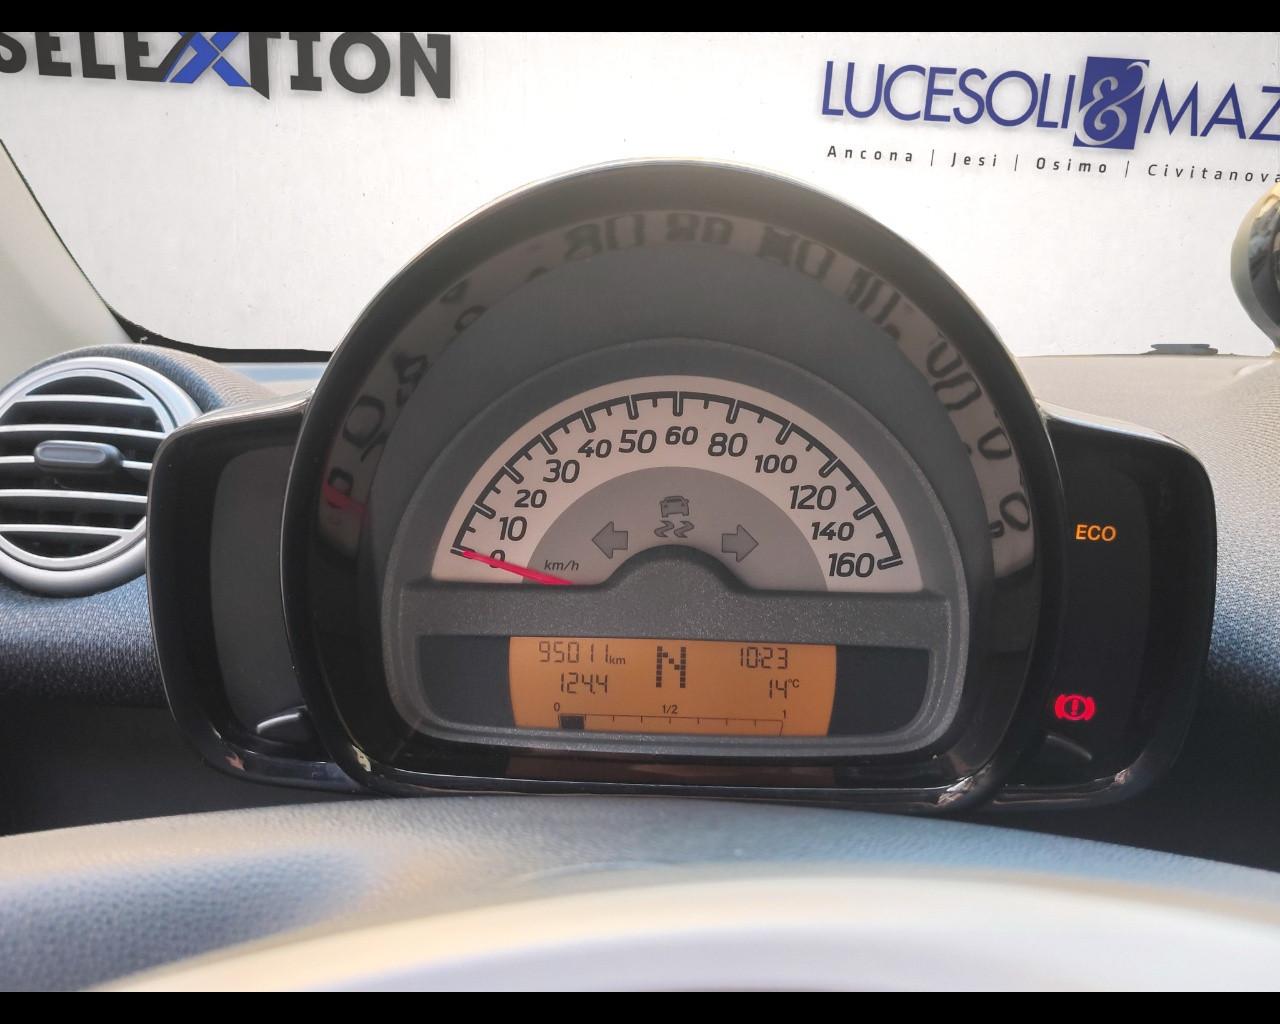 SELEXTION
LUCESOLI & MAZ
Ancona | Jesi | Osimo | Civitanova
0 10 20 30 40 50 60 80 100 120 140 160
km/h
ECO
95011 km N 10:23
124.4 14°C
0 1/2 1